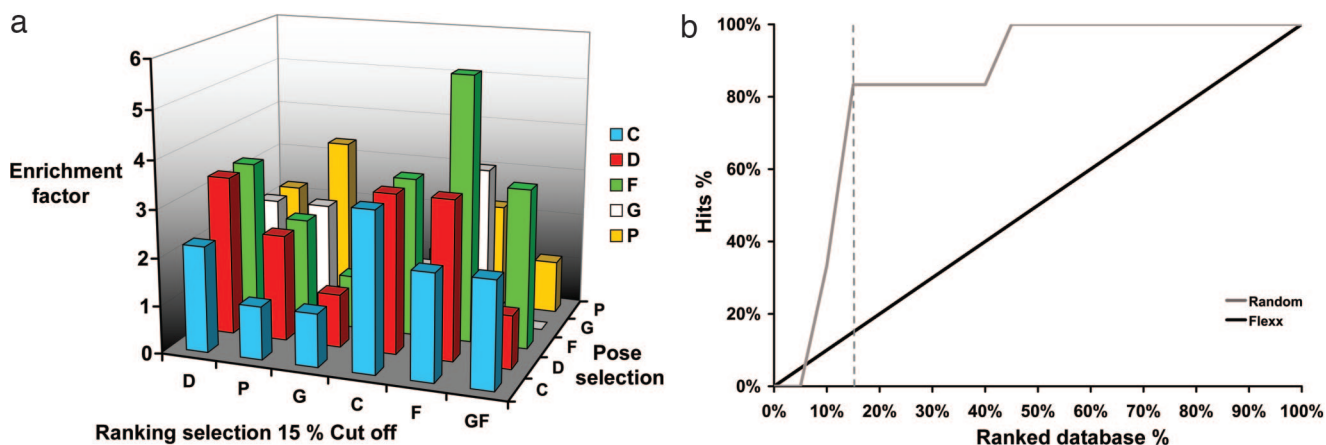 a
6
5
4
3
2
1
0
Enrichment
factor
D
P
G
C
F
GF
Ranking selection 15 % Cut off
C
D
F
G
P
Pose
selection
C
D
F
G
P
b
100%
80%
60%
40%
20%
0%
Hits %
0%
10%
20%
30%
40%
50%
60%
70%
80%
90%
100%
Ranked database %
Random
Flexx